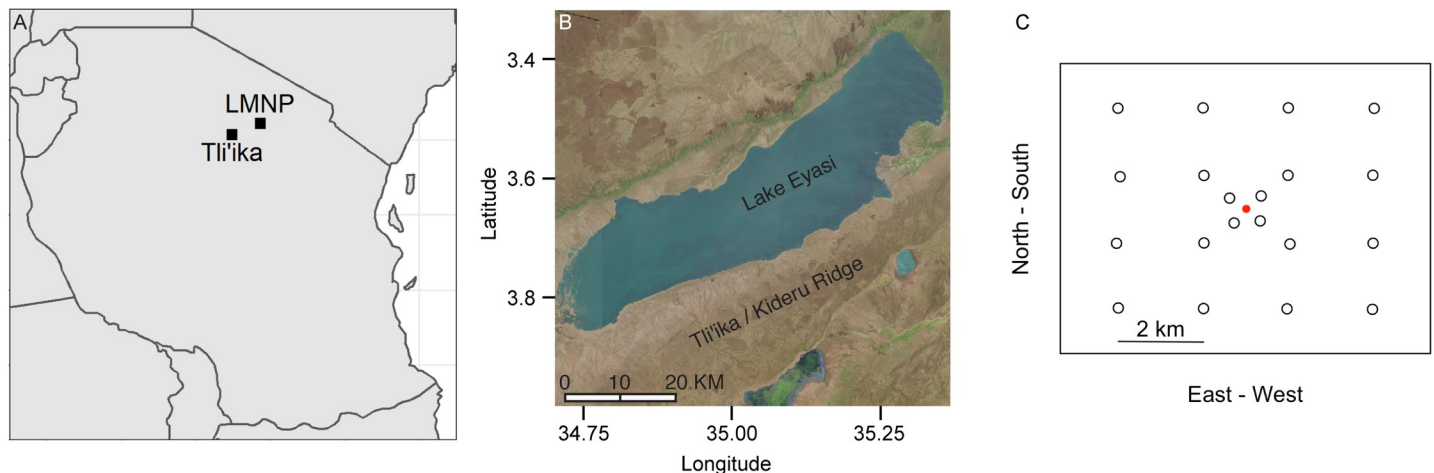 A
LMNP
Tli'ika
B
3.4
3.6
3.8
Latitude
Lake Eyasi
Tli'ika / Kideru Ridge
0 10 20 KM
34.75 35.00 35.25
Longitude
C
North - South
2 km
East - West